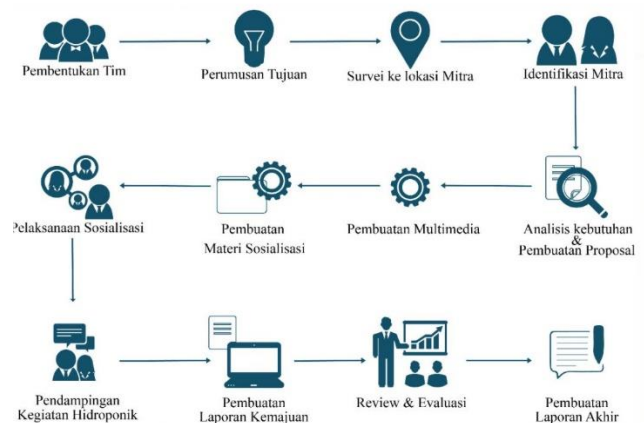 Pembentukan Tim
Perumusan Tujuan
Survei ke lokasi Mitra
Identifikasi Mitra
Analisis kebutuhan
&
Pembuatan Proposal
Pembuatan Multimedia
Pembuatan
Materi Sosialisasi
Pelaksanaan Sosialisasi
Pendampingan
Kegiatan Hidroponik
Pembuatan
Laporan Kemajuan
Review & Evaluasi
Pembuatan
Laporan Akhir